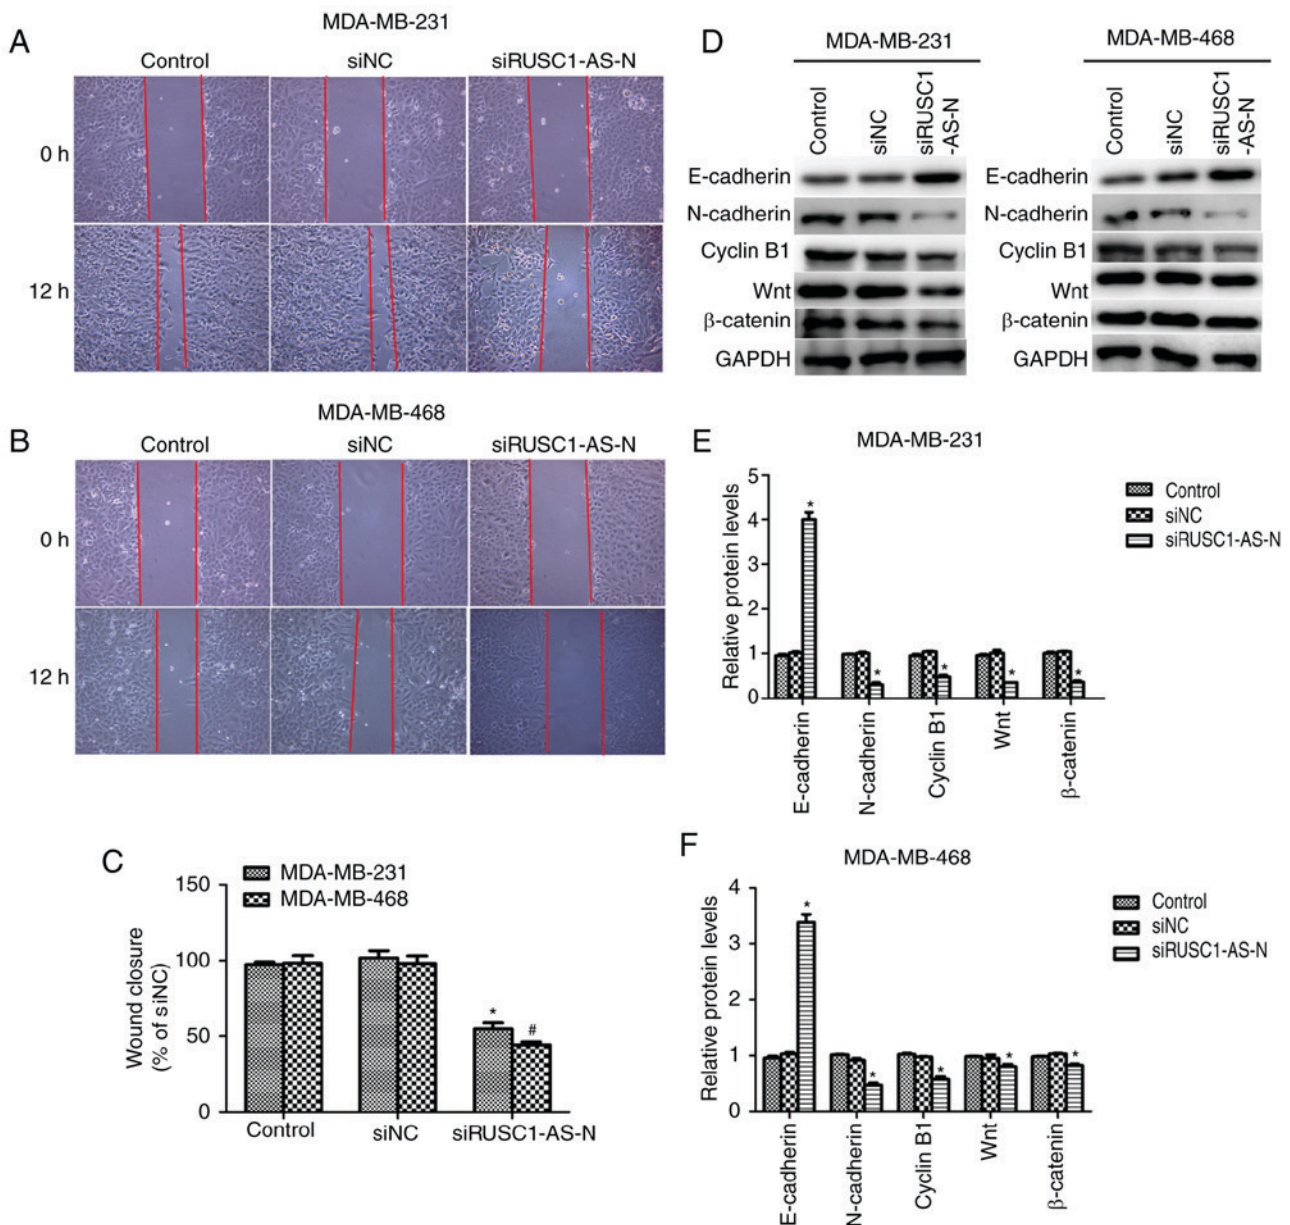 A
MDA-MB-231
Control
siNC
siRUSC1-AS-N
0 h
12 h
B
MDA-MB-468
Control
siNC
siRUSC1-AS-N
0 h
12 h
C
MDA-MB-231
MDA-MB-468
Wound closure
(% of siNC)
150
100
50
0
*
#
Control
siNC
siRUSC1-AS-N
D
MDA-MB-231
MDA-MB-468
Control
siNC
siRUSC1
-AS-N
Control
siNC
siRUSC1
-AS-N
E-cadherin
N-cadherin
Cyclin B1
Wnt
β-catenin
GAPDH
E-cadherin
N-cadherin
Cyclin B1
Wnt
β-catenin
GAPDH
E
MDA-MB-231
Relative protein levels
5
4
2
1
0
*
*
*
*
*
Control
siNC
siRUSC1-AS-N
E-cadherin
N-cadherin
Cyclin B1
Wnt
β-catenin
F
MDA-MB-468
Relative protein levels
4
3
2
1
0
*
*
*
*
*
Control
siNC
siRUSC1-AS-N
E-cadherin
N-cadherin
Cyclin B1
Wnt
β-catenin